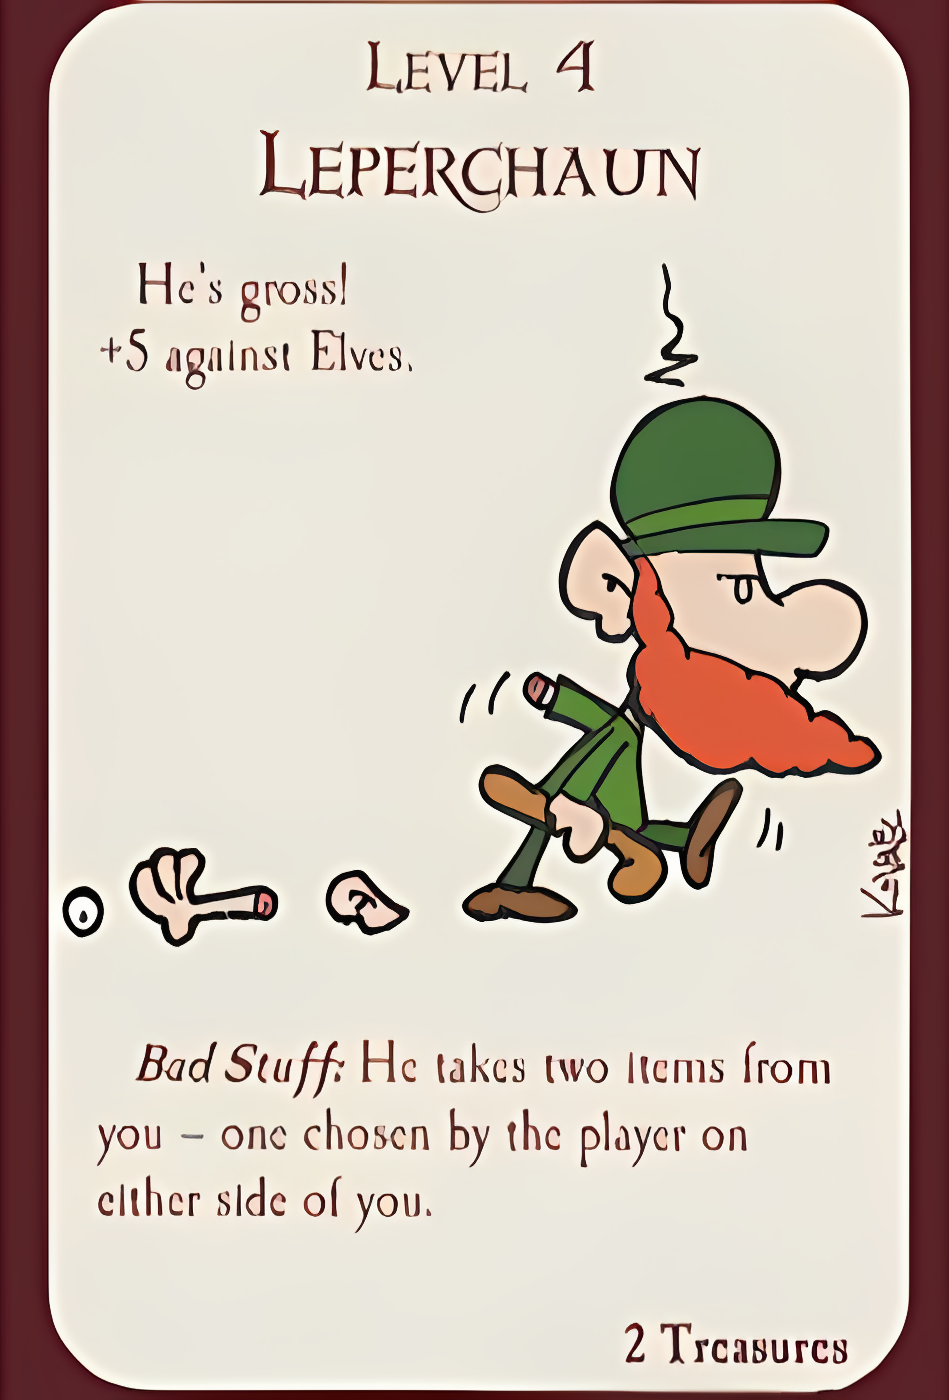 Level 4
Leperchaun
He's gross!
+5 against Elves.
Kovalic
Bad Stuff: He takes two Items from
you – one chosen by the player on
either side of you.
2 Treasures